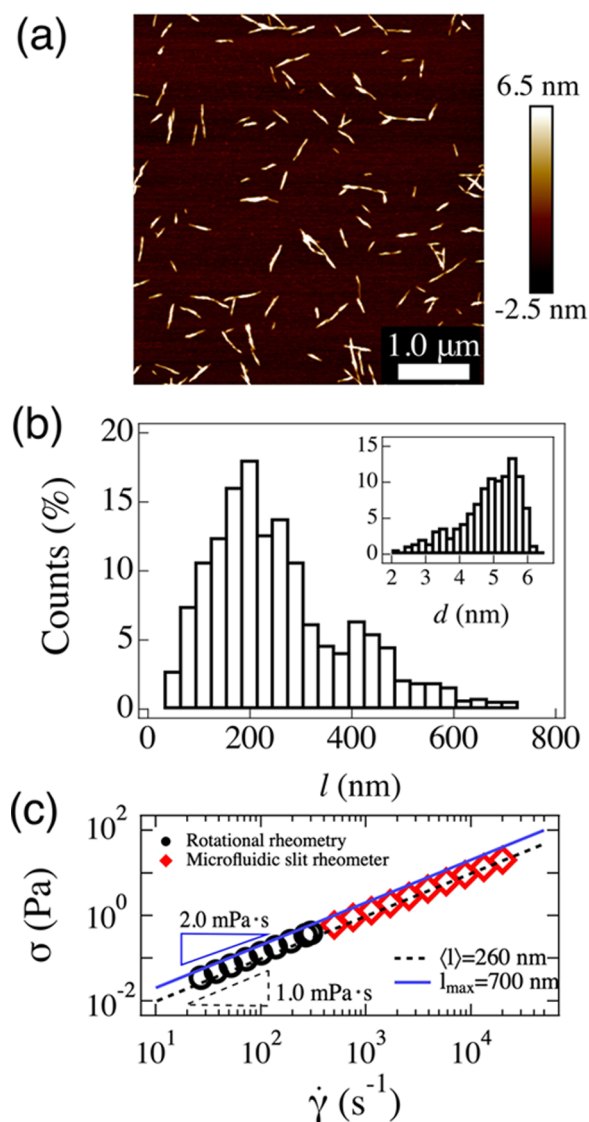 (a)
6.5 nm
-2.5 nm
1.0 μm
(b)
20
15
10
5
0
Counts (%)
0 200 400 600 800
l (nm)
15
10
5
0
2 3 4 5 6
d (nm)
(c)
10² 
10⁰
10⁻²
σ (Pa)
● Rotational rheometry
◆ Microfluidic slit rheometer
2.0 mPa·s
1.0 mPa·s
⟨l⟩=260 nm
lₘₐₓ=700 nm
10¹ 10² 10³ 10⁴
γ̇ (s⁻¹)